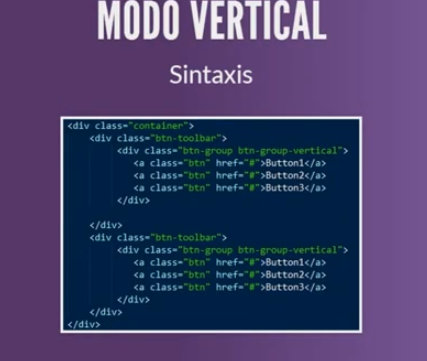 MODO VERTICAL
Sintaxis
<div class="container">
<div class="btn-toolbar">
<div class="btn-group btn-group-vertical">
<a class="btn" href="#">Button1</a>
<a class="btn" href="#">Button2</a>
<a class="btn" href="#">Button3</a>
</div>
</div>
<div class="btn-toolbar">
<div class="btn-group btn-group-vertical">
<a class="btn" href="#">Button1</a>
<a class="btn" href="#">Button2</a>
<a class="btn" href="#">Button3</a>
</div>
</div>
</div>